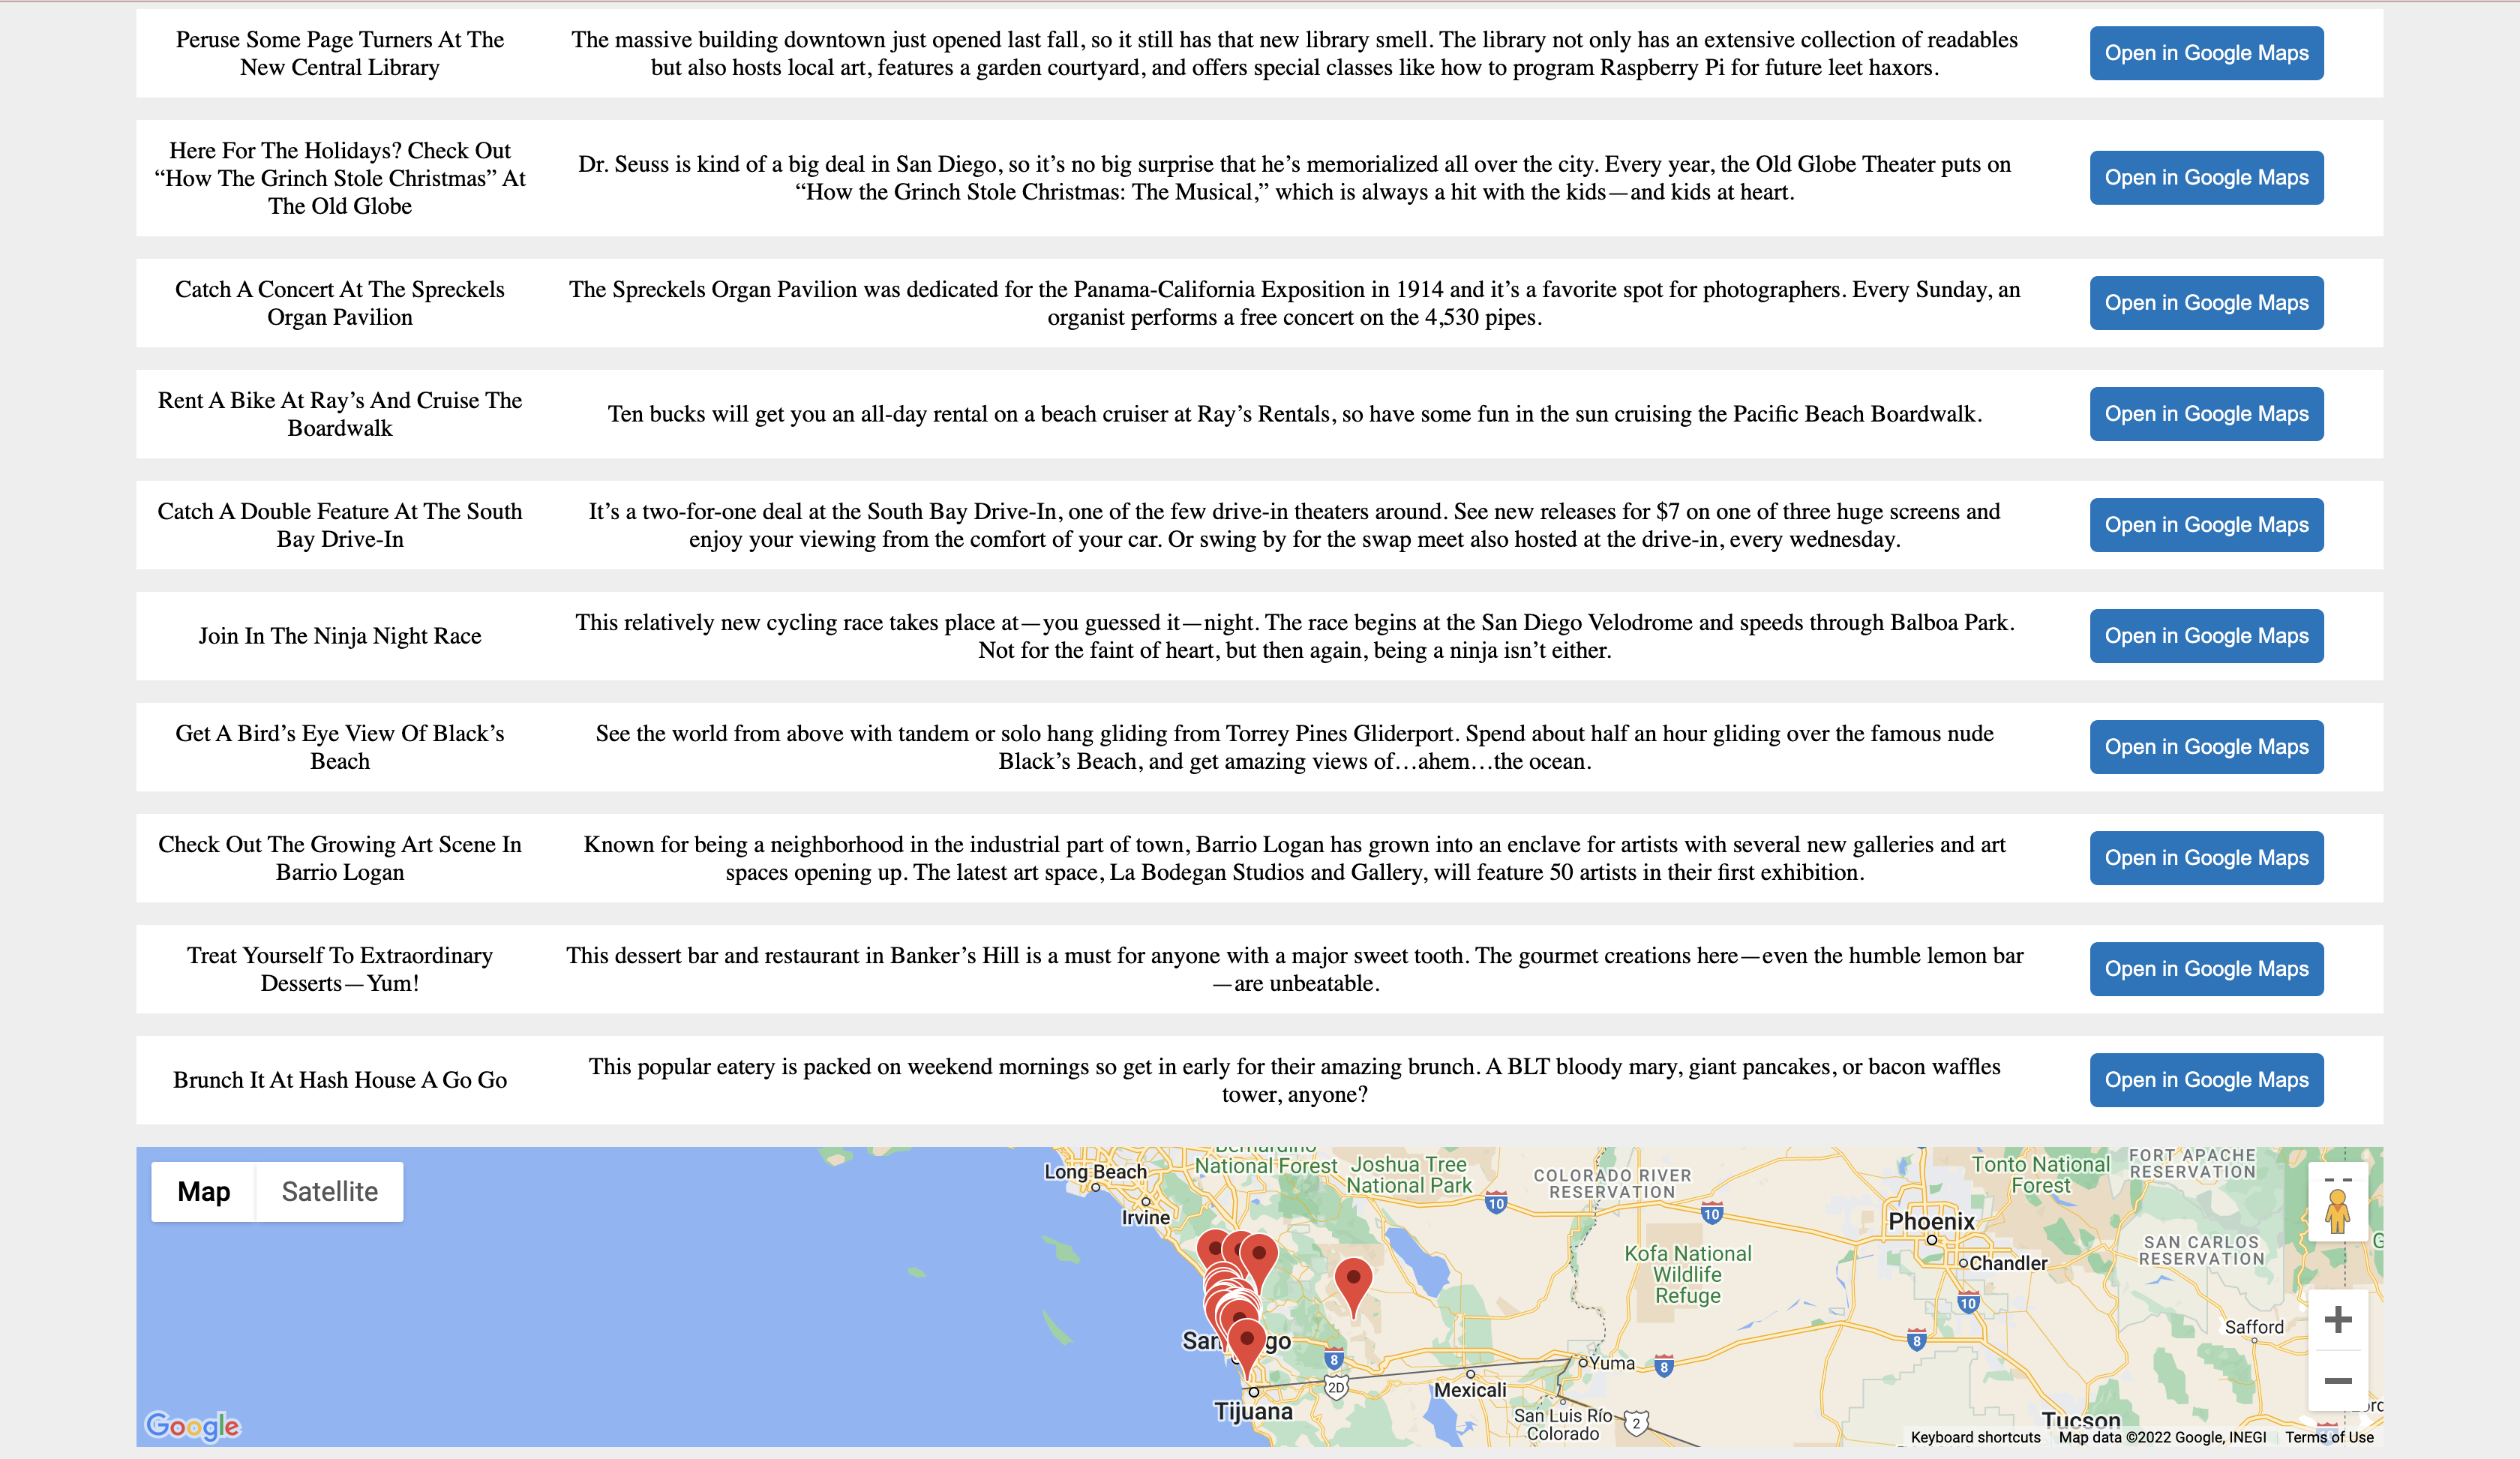 Peruse Some Page Turners At The
New Central Library
The massive building downtown just opened last fall, so it still has that new library smell. The library not only has an extensive collection of readables
but also hosts local art, features a garden courtyard, and offers special classes like how to program Raspberry Pi for future leet haxors.
Open in Google Maps
Here For The Holidays? Check Out
“How The Grinch Stole Christmas” At
The Old Globe
Dr. Seuss is kind of a big deal in San Diego, so it’s no big surprise that he’s memorialized all over the city. Every year, the Old Globe Theater puts on
“How the Grinch Stole Christmas: The Musical,” which is always a hit with the kids—and kids at heart.
Open in Google Maps
Catch A Concert At The Spreckels
Organ Pavilion
The Spreckels Organ Pavilion was dedicated for the Panama-California Exposition in 1914 and it’s a favorite spot for photographers. Every Sunday, an
organist performs a free concert on the 4,530 pipes.
Open in Google Maps
Rent A Bike At Ray’s And Cruise The
Boardwalk
Ten bucks will get you an all-day rental on a beach cruiser at Ray’s Rentals, so have some fun in the sun cruising the Pacific Beach Boardwalk.
Open in Google Maps
Catch A Double Feature At The South
Bay Drive-In
It’s a two-for-one deal at the South Bay Drive-In, one of the few drive-in theaters around. See new releases for $7 on one of three huge screens and
enjoy your viewing from the comfort of your car. Or swing by for the swap meet also hosted at the drive-in, every wednesday.
Open in Google Maps
Join In The Ninja Night Race
This relatively new cycling race takes place at—you guessed it—night. The race begins at the San Diego Velodrome and speeds through Balboa Park.
Not for the faint of heart, but then again, being a ninja isn’t either.
Open in Google Maps
Get A Bird’s Eye View Of Black’s
Beach
See the world from above with tandem or solo hang gliding from Torrey Pines Gliderport. Spend about half an hour gliding over the famous nude
Black’s Beach, and get amazing views of…ahem…the ocean.
Open in Google Maps
Check Out The Growing Art Scene In
Barrio Logan
Known for being a neighborhood in the industrial part of town, Barrio Logan has grown into an enclave for artists with several new galleries and art
spaces opening up. The latest art space, La Bodegan Studios and Gallery, will feature 50 artists in their first exhibition.
Open in Google Maps
Treat Yourself To Extraordinary
Desserts—Yum!
This dessert bar and restaurant in Banker’s Hill is a must for anyone with a major sweet tooth. The gourmet creations here—even the humble lemon bar
—are unbeatable.
Open in Google Maps
Brunch It At Hash House A Go Go
This popular eatery is packed on weekend mornings so get in early for their amazing brunch. A BLT bloody mary, giant pancakes, or bacon waffles
tower, anyone?
Open in Google Maps
Map
Satellite
Long Beach
Irvine
Bernardino
National Forest
Joshua Tree
National Park
COLORADO RIVER
RESERVATION
Tonto National
Forest
FORT APACHE
RESERVATION
10
10
Phoenix
Chandler
SAN CARLOS
RESERVATION
Kofa National
Wildlife
Refuge
10
8
8
8
Safford
San
go
Yuma
2D
Mexicali
Tijuana
San Luis Río
Colorado
2
Tucson
Google
Keyboard shortcuts
Map data ©2022 Google, INEGI
Terms of Use